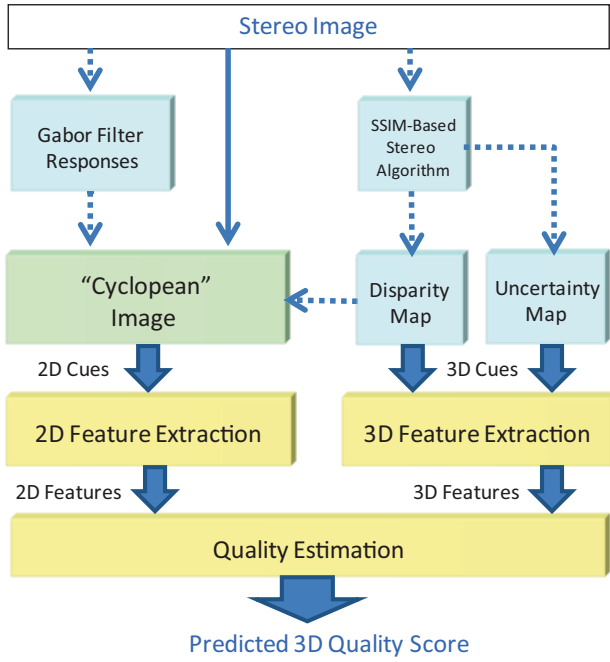 Stereo Image
Gabor Filter
Responses
SSIM-Based
Stereo
Algorithm
“Cyclopean”
Image
Disparity
Map
Uncertainty
Map
2D Cues
3D Cues
2D Feature Extraction
3D Feature Extraction
2D Features
3D Features
Quality Estimation
Predicted 3D Quality Score